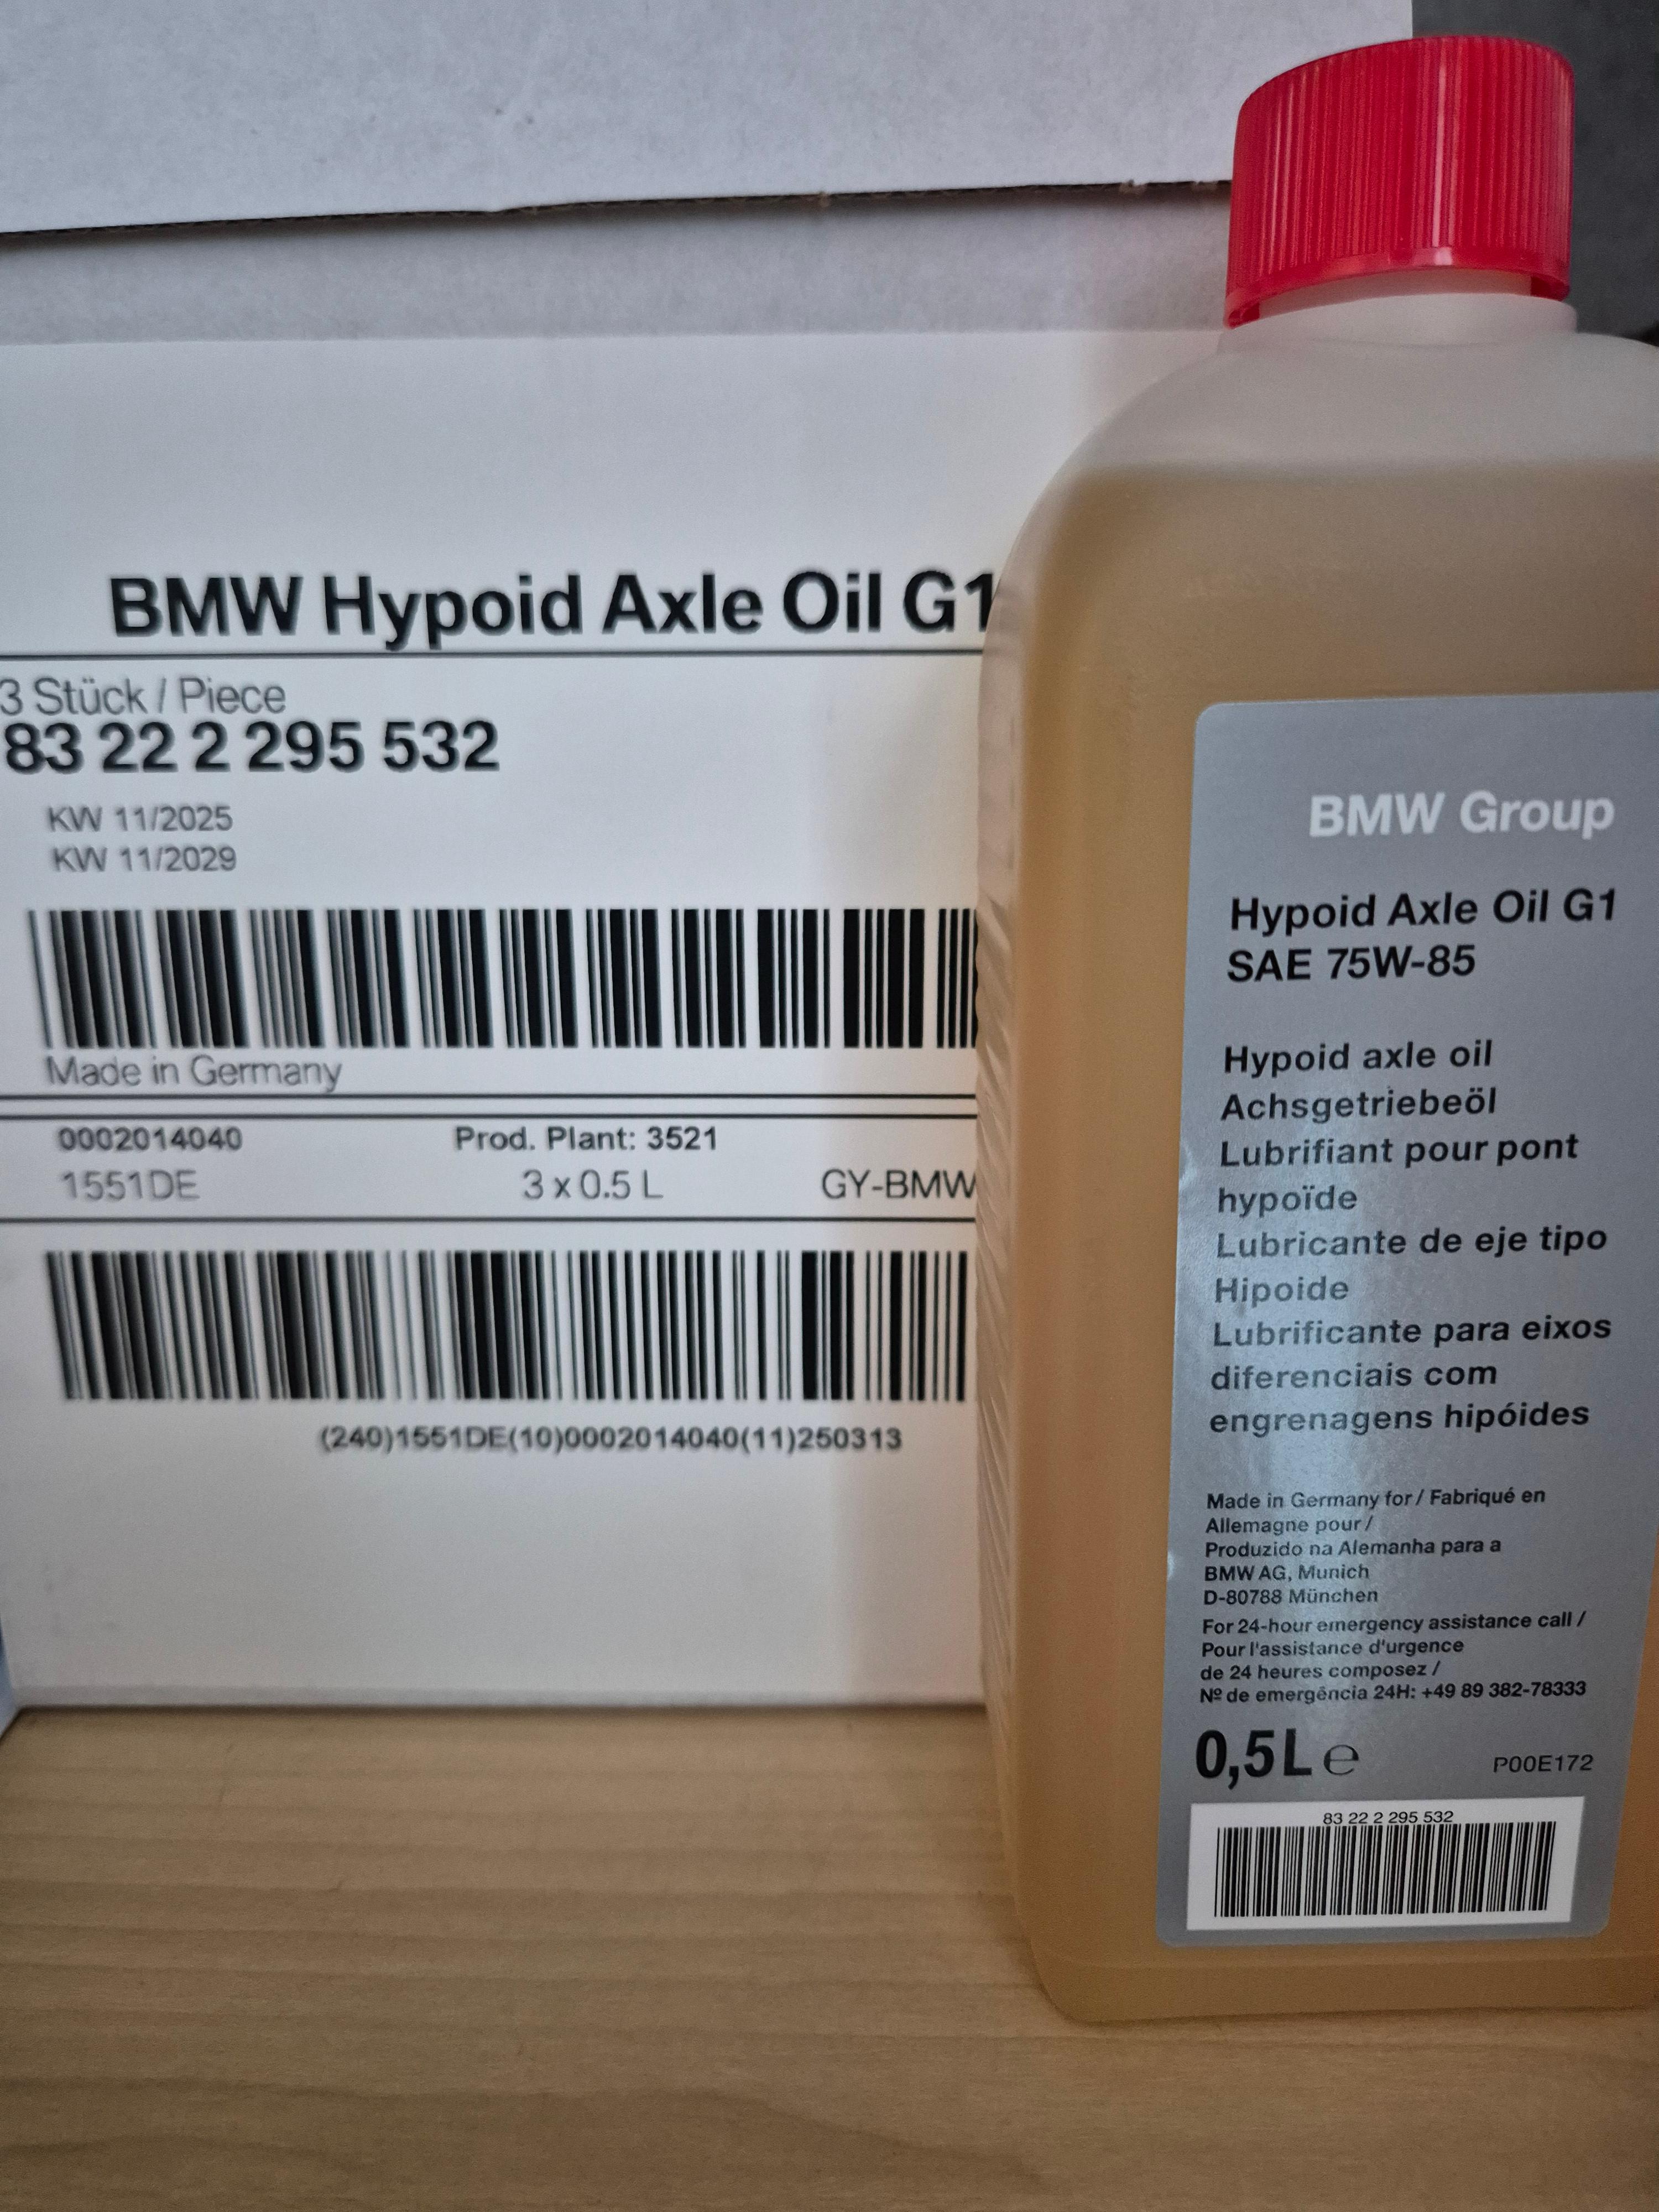 BMW Hypoid Axle Oil G1
3 Stück / Piece
83 22 2 295 532
KW 11/2025
KW 11/2029
Made in Germany
0002014040 Prod. Plant: 3521
1551DE 3 x 0.5 L GY-BMW
(240)1551DE(10)0002014040(11)250313
BMW Group
Hypoid Axle Oil G1
SAE 75W-85
Hypoid axle oil
Achsgetriebeöl
Lubrifiant pour pont
hypoïde
Lubricante de eje tipo
Hipoide
Lubrificante para eixos
diferenciais com
engrenagens hipóides
Made in Germany for / Fabriqué en
Allemagne pour /
Produzido na Alemanha para a
BMW AG, Munich
D-80788 München
For 24-hour emergency assistance call /
Pour l'assistance d'urgence
de 24 heures composez /
Nº de emergência 24H: +49 89 382-78333
0,5L ℮ P00E172
83 22 2 295 532